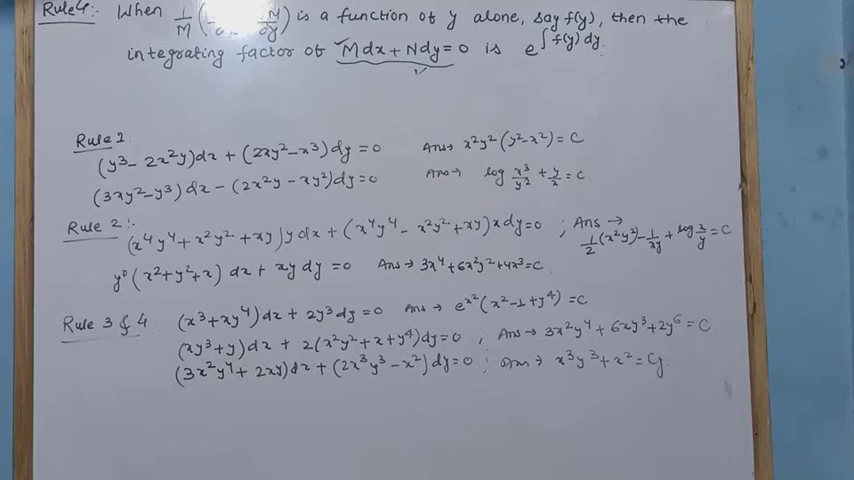 Rule 4:- When 1/M ( ... ) is a function of y alone, say f(y), then the
integrating factor of Mdx + Ndy = 0 is e^∫f(y)dy.
Rule 1.
(y³ - 2x²y)dx + (2xy² - x³)dy = 0 Ans→ x²y²(y² - x²) = C
(3xy² - y³)dx - (2x²y - xy²)dy = 0 Ans→ log x³/y² + y/x = C
Rule 2:-
(x⁴y⁴ + x²y² + xy)y dx + (x⁴y⁴ - x²y² + xy)x dy = 0 ; Ans →
½(x²y²) - 1/xy + log x/y = C
y⁰(x² + y² + x) dx + xy dy = 0 Ans→ 3x⁴ + 6x²y² + 4x³ = C
Rule 3 & 4 (x³ + xy⁴)dx + 2y³dy = 0 Ans→ e^x²(x² - 1 + y⁴) = C
(xy³ + y)dx + 2(x²y² + x + y⁴)dy = 0 ; Ans→ 3x²y⁴ + 6xy³ + 2y⁶ = C
(3x²y⁴ + 2xy)dx + (2x³y³ - x²)dy = 0 ; Ans→ x³y³ + x² = Cy.